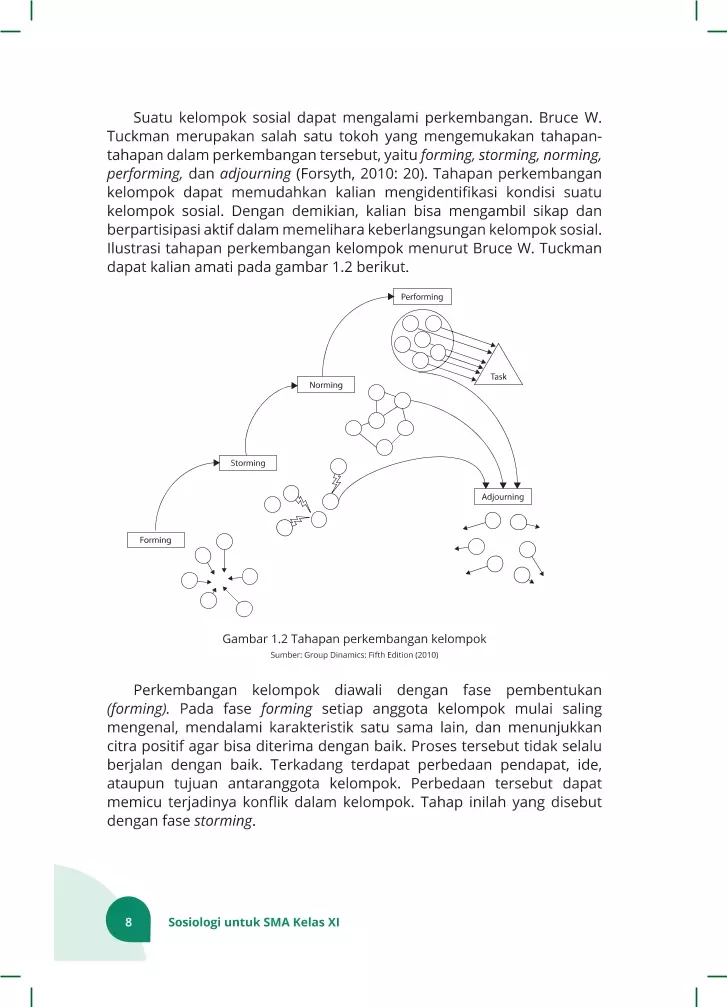 Suatu kelompok sosial dapat mengalami perkembangan. Bruce W.
Tuckman merupakan salah satu tokoh yang mengemukakan tahapan-
tahapan dalam perkembangan tersebut, yaitu forming, storming, norming,
performing, dan adjourning (Forsyth, 2010: 20). Tahapan perkembangan
kelompok dapat memudahkan kalian mengidentifikasi kondisi suatu
kelompok sosial. Dengan demikian, kalian bisa mengambil sikap dan
berpartisipasi aktif dalam memelihara keberlangsungan kelompok sosial.
Ilustrasi tahapan perkembangan kelompok menurut Bruce W. Tuckman
dapat kalian amati pada gambar 1.2 berikut.
Performing
Task
Norming
Storming
Adjourning
Forming
Gambar 1.2 Tahapan perkembangan kelompok
Sumber: Group Dinamics: Fifth Edition (2010)
Perkembangan kelompok diawali dengan fase pembentukan
(forming). Pada fase forming setiap anggota kelompok mulai saling
mengenal, mendalami karakteristik satu sama lain, dan menunjukkan
citra positif agar bisa diterima dengan baik. Proses tersebut tidak selalu
berjalan dengan baik. Terkadang terdapat perbedaan pendapat, ide,
ataupun tujuan antaranggota kelompok. Perbedaan tersebut dapat
memicu terjadinya konflik dalam kelompok. Tahap inilah yang disebut
dengan fase storming.
8 Sosiologi untuk SMA Kelas XI